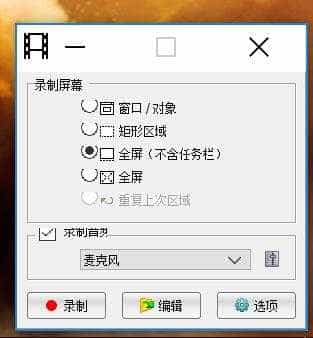 录制屏幕
窗口/对象
矩形区域
全屏(不含任务栏)
全屏
重复上次区域
录制音频
麦克风
录制
编辑
选项